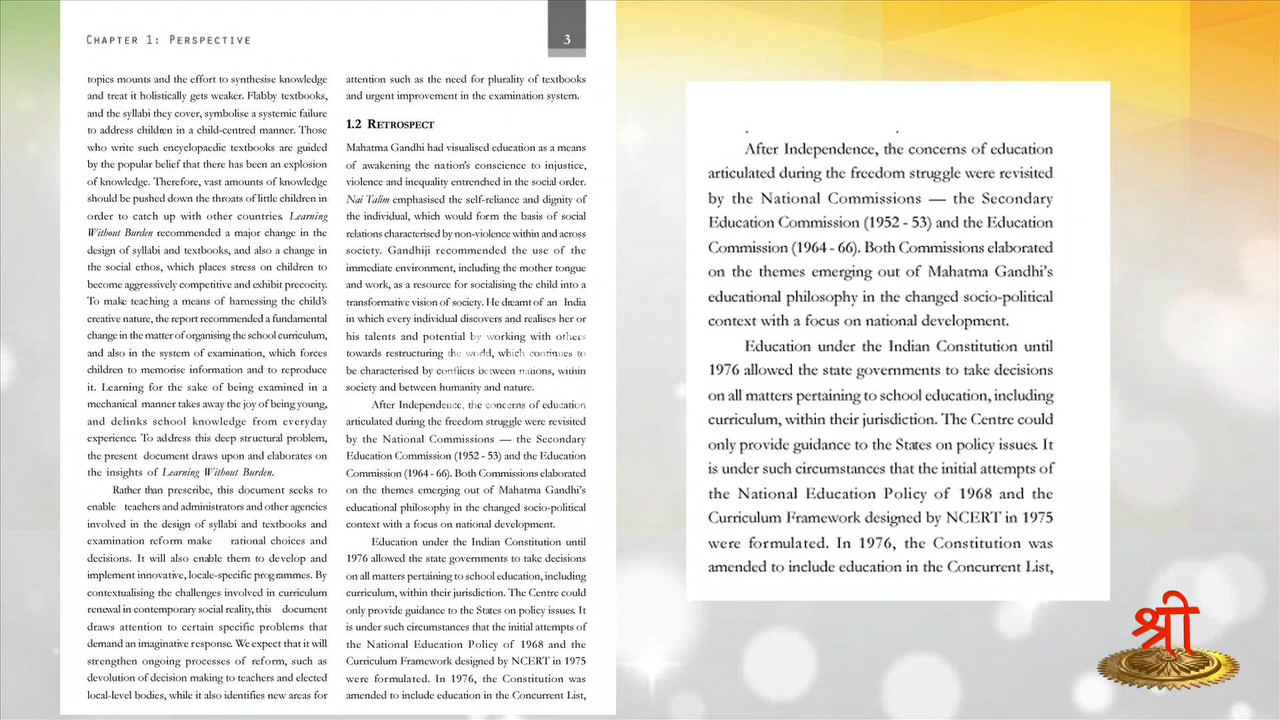 CHAPTER 1: PERSPECTIVE
3
topics mounts and the effort to synthesise knowledge
and treat it holistically gets weaker. Flabby textbooks,
and the syllabi they cover, symbolise a systemic failure
to address children in a child-centred manner. Those
who write such encyclopaedic textbooks are guided
by the popular belief that there has been an explosion
of knowledge. Therefore, vast amounts of knowledge
should be pushed down the throats of little children in
order to catch up with other countries. Learning
Without Burden recommended a major change in the
design of syllabi and textbooks, and also a change in
the social ethos, which places stress on children to
become aggressively competitive and exhibit precocity.
To make teaching a means of harnessing the child's
creative nature, the report recommended a fundamental
change in the matter of organising the school curriculum,
and also in the system of examination, which forces
children to memorise information and to reproduce
it. Learning for the sake of being examined in a
mechanical manner takes away the joy of being young,
and delinks school knowledge from everyday
experience. To address this deep structural problem,
the present document draws upon and elaborates on
the insights of Learning Without Burden.
Rather than prescribe, this document seeks to
enable teachers and administrators and other agencies
involved in the design of syllabi and textbooks and
examination reform make rational choices and
decisions. It will also enable them to develop and
implement innovative, locale-specific programmes. By
contextualising the challenges involved in curriculum
renewal in contemporary social reality, this document
draws attention to certain specific problems that
demand an imaginative response. We expect that it will
strengthen ongoing processes of reform, such as
devolution of decision making to teachers and elected
local-level bodies, while it also identifies new areas for
attention such as the need for plurality of textbooks
and urgent improvement in the examination system.
1.2 RETROSPECT
Mahatma Gandhi had visualised education as a means
of awakening the nation's conscience to injustice,
violence and inequality entrenched in the social order.
Nai Talim emphasised the self-reliance and dignity of
the individual, which would form the basis of social
relations characterised by non-violence within and across
society. Gandhiji recommended the use of the
immediate environment, including the mother tongue
and work, as a resource for socialising the child into a
transformative vision of society. He dreamt of an India
in which every individual discovers and realises her or
his talents and potential by working with others
towards restructuring the world, which continues to
be characterised by conflicts between nations, within
society and between humanity and nature.
After Independence, the concerns of education
articulated during the freedom struggle were revisited
by the National Commissions — the Secondary
Education Commission (1952 - 53) and the Education
Commission (1964 - 66). Both Commissions elaborated
on the themes emerging out of Mahatma Gandhi's
educational philosophy in the changed socio-political
context with a focus on national development.
Education under the Indian Constitution until
1976 allowed the state governments to take decisions
on all matters pertaining to school education, including
curriculum, within their jurisdiction. The Centre could
only provide guidance to the States on policy issues. It
is under such circumstances that the initial attempts of
the National Education Policy of 1968 and the
Curriculum Framework designed by NCERT in 1975
were formulated. In 1976, the Constitution was
amended to include education in the Concurrent List,
After Independence, the concerns of education
articulated during the freedom struggle were revisited
by the National Commissions — the Secondary
Education Commission (1952 - 53) and the Education
Commission (1964 - 66). Both Commissions elaborated
on the themes emerging out of Mahatma Gandhi's
educational philosophy in the changed socio-political
context with a focus on national development.
Education under the Indian Constitution until
1976 allowed the state governments to take decisions
on all matters pertaining to school education, including
curriculum, within their jurisdiction. The Centre could
only provide guidance to the States on policy issues. It
is under such circumstances that the initial attempts of
the National Education Policy of 1968 and the
Curriculum Framework designed by NCERT in 1975
were formulated. In 1976, the Constitution was
amended to include education in the Concurrent List,
श्री